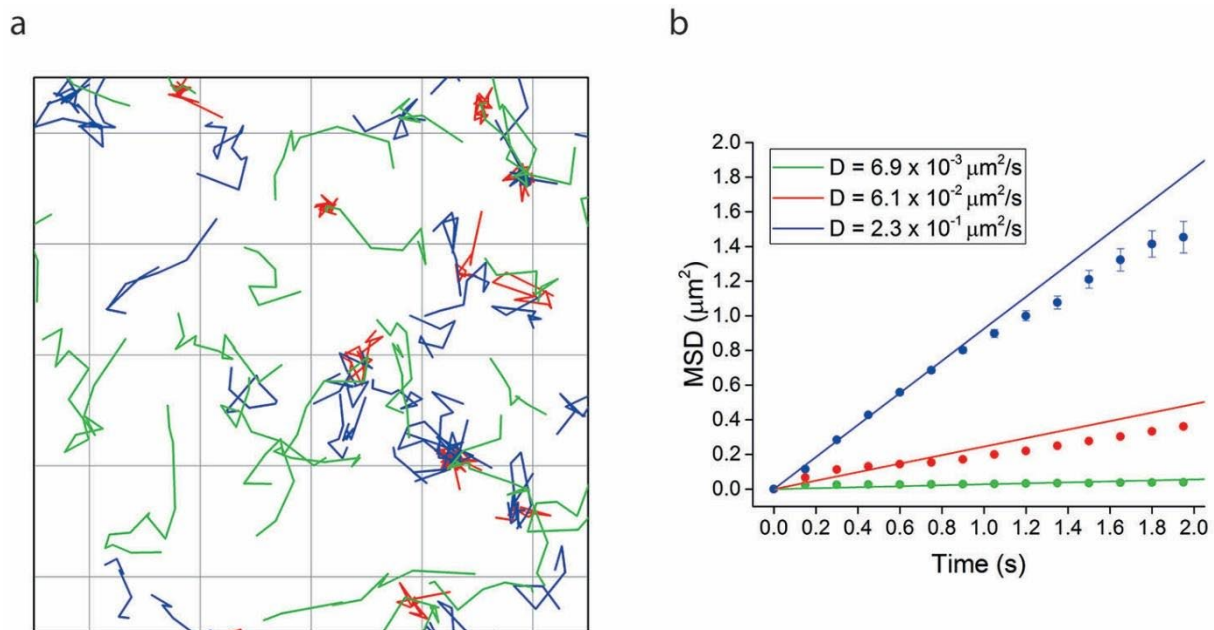 a
b
D = 6.9 x 10⁻³ μm²/s
D = 6.1 x 10⁻² μm²/s
D = 2.3 x 10⁻¹ μm²/s
MSD (μm²)
2.0
1.8
1.6
1.4
1.2
1.0
0.8
0.6
0.4
0.2
0.0
0.0 0.2 0.4 0.6 0.8 1.0 1.2 1.4 1.6 1.8 2.0
Time (s)